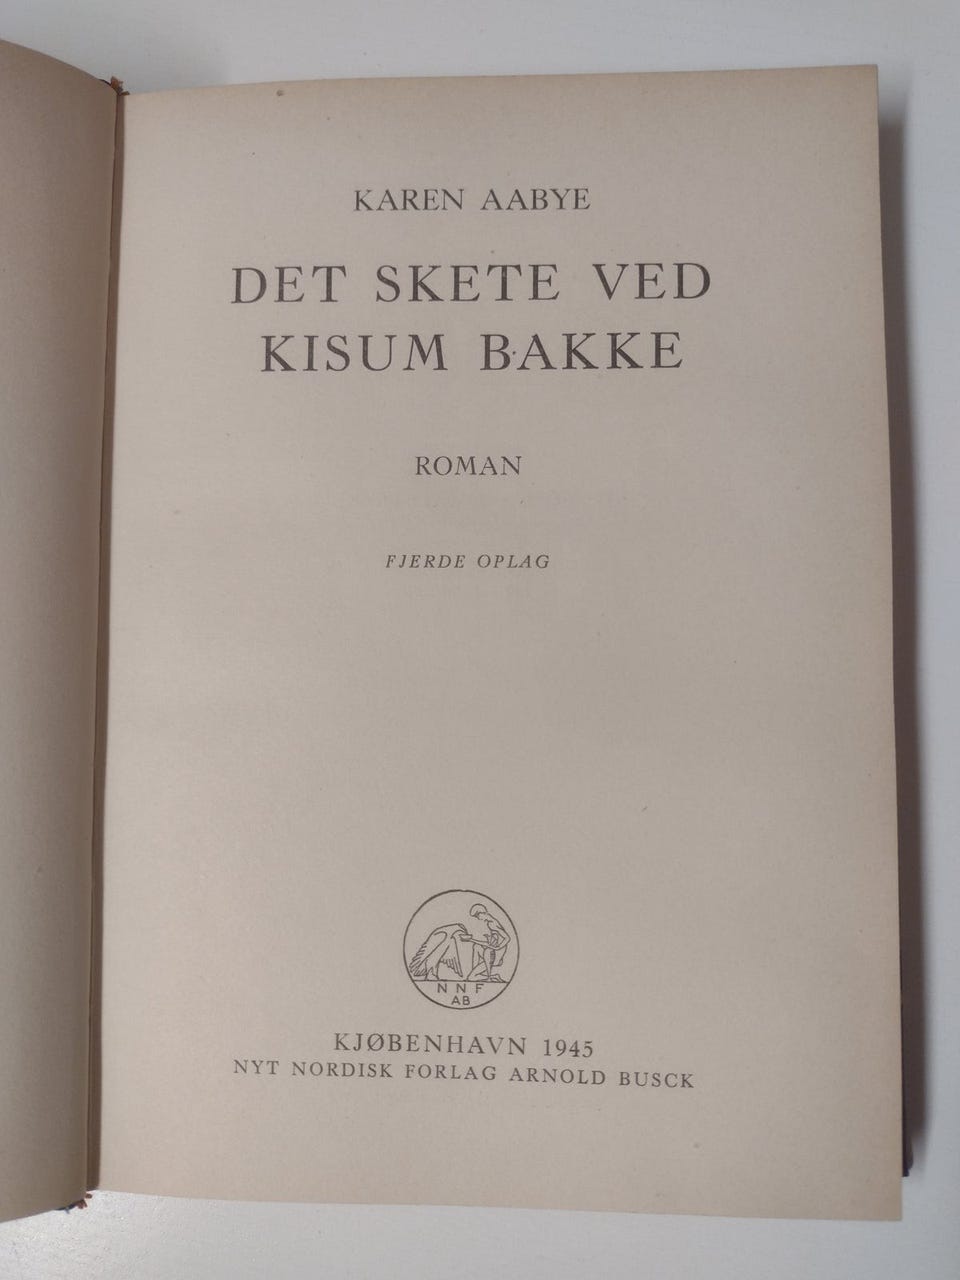 KAREN AABYE
DET SKETE VED
KISUM BAKKE
ROMAN
FJERDE OPLAG
N N F
AB
KJØBENHAVN 1945
NYT NORDISK FORLAG ARNOLD BUSCK